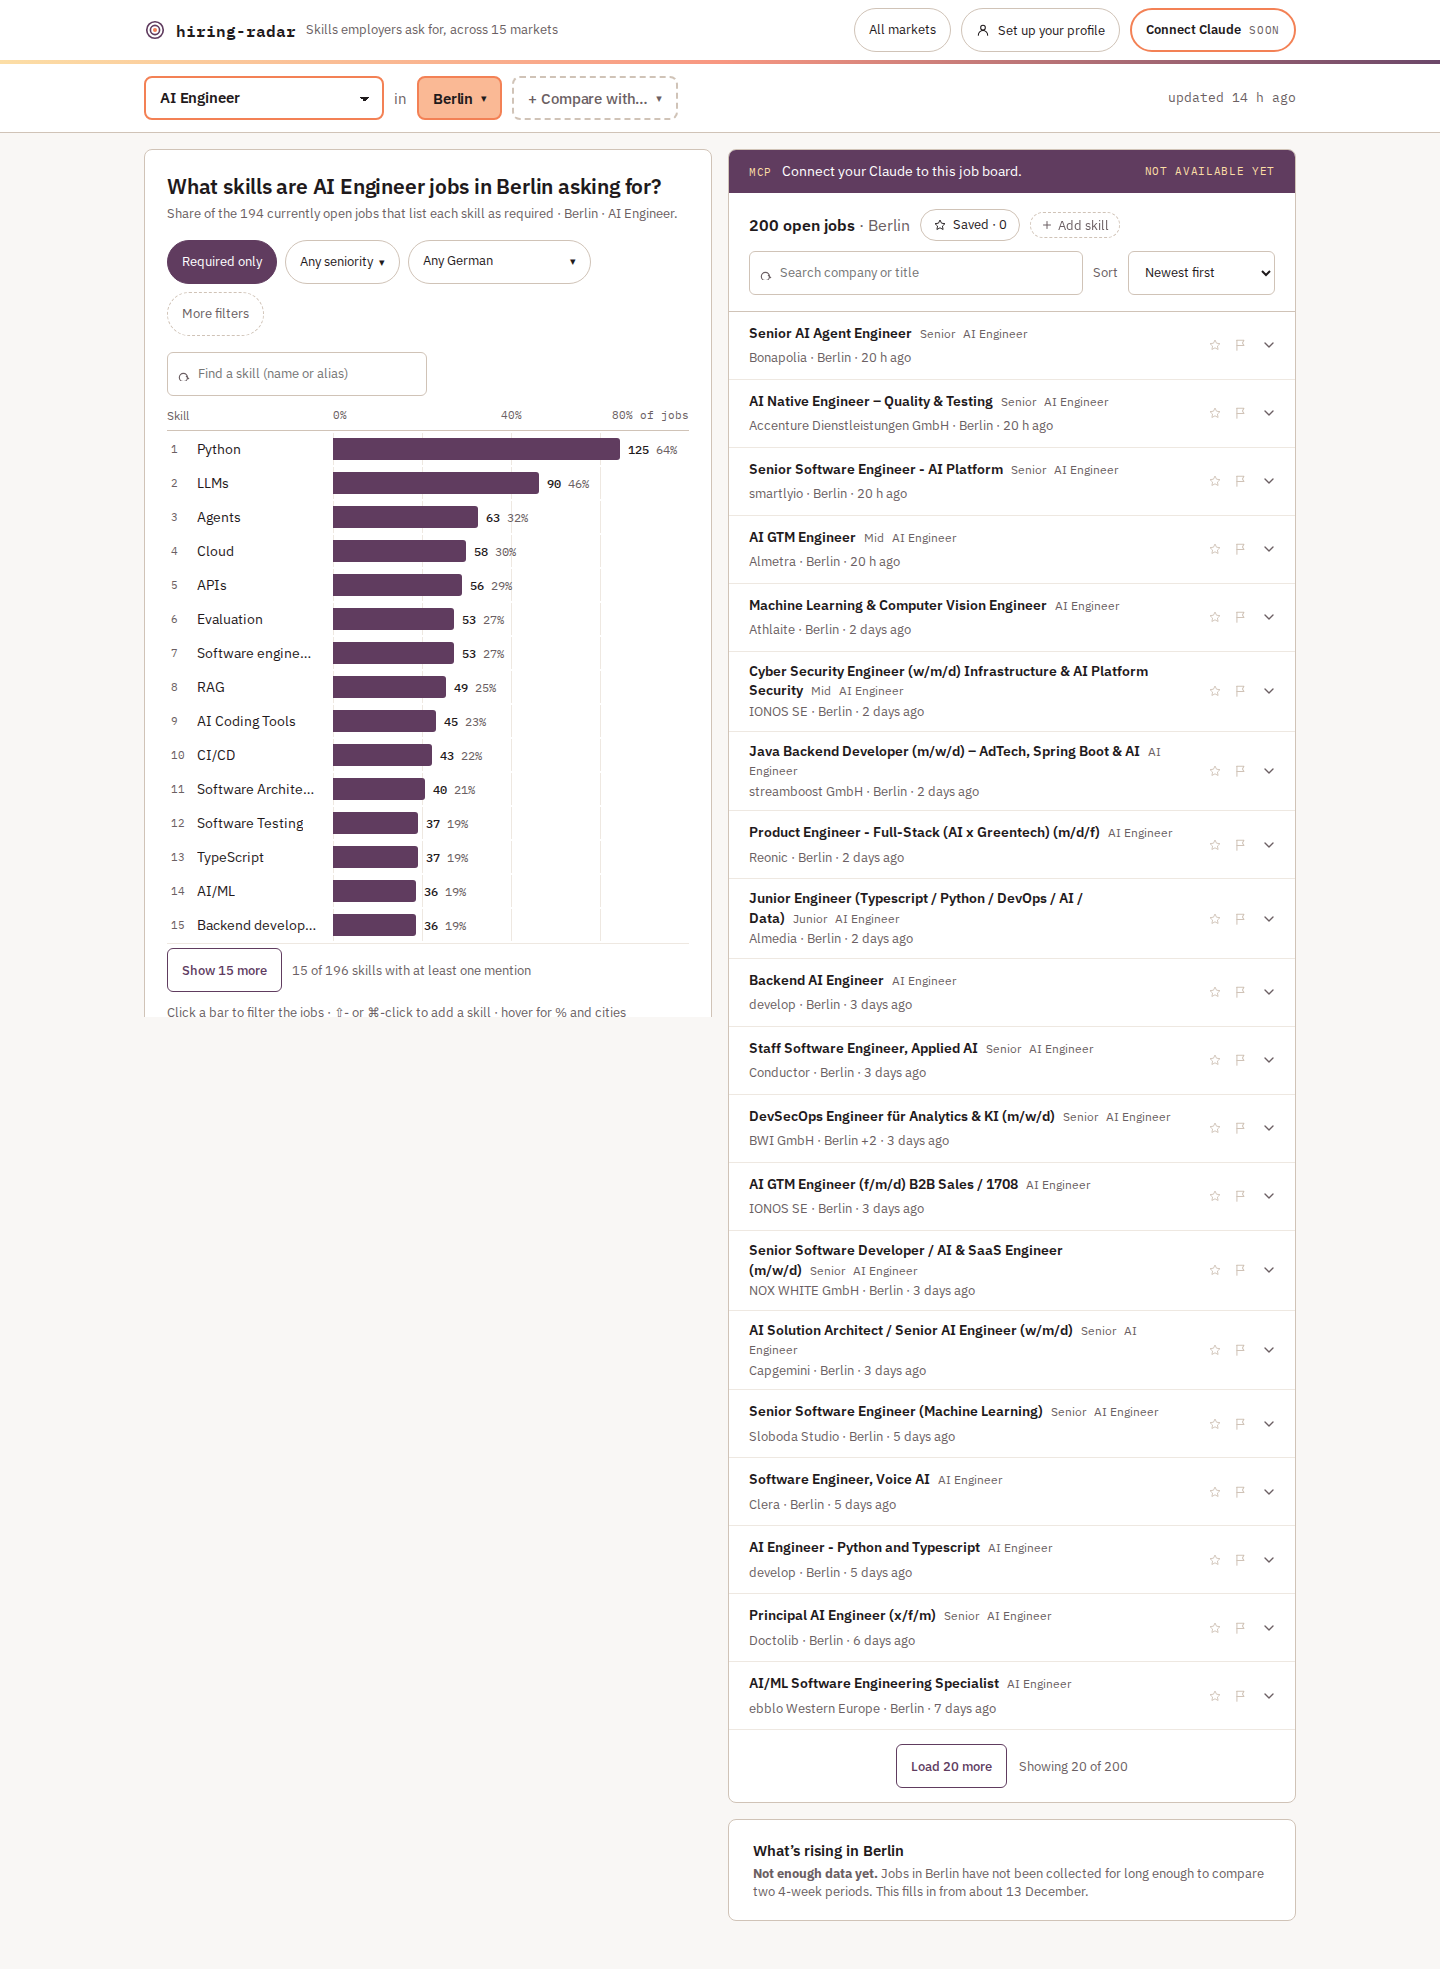 hiring-radar Skills employers ask for, across 15 markets
All markets
Set up your profile
Connect Claude SOON
AI Engineer
in
Berlin ▾
+ Compare with... ▾
updated 14 h ago
What skills are AI Engineer jobs in Berlin asking for?
Share of the 194 currently open jobs that list each skill as required · Berlin · AI Engineer.
Required only
Any seniority ▾
Any German ▾
More filters
Find a skill (name or alias)
Skill 0% 40% 80% of jobs
1 Python 125 64%
2 LLMs 90 46%
3 Agents 63 32%
4 Cloud 58 30%
5 APIs 56 29%
6 Evaluation 53 27%
7 Software engine... 53 27%
8 RAG 49 25%
9 AI Coding Tools 45 23%
10 CI/CD 43 22%
11 Software Archite... 40 21%
12 Software Testing 37 19%
13 TypeScript 37 19%
14 AI/ML 36 19%
15 Backend develop... 36 19%
Show 15 more
15 of 196 skills with at least one mention
Click a bar to filter the jobs · ⇧- or ⌘-click to add a skill · hover for % and cities
MCP Connect your Claude to this job board. NOT AVAILABLE YET
200 open jobs · Berlin
Saved · 0
+ Add skill
Search company or title
Sort
Newest first
Senior AI Agent Engineer Senior AI Engineer
Bonapolia · Berlin · 20 h ago
AI Native Engineer – Quality & Testing Senior AI Engineer
Accenture Dienstleistungen GmbH · Berlin · 20 h ago
Senior Software Engineer - AI Platform Senior AI Engineer
smartlyio · Berlin · 20 h ago
AI GTM Engineer Mid AI Engineer
Almetra · Berlin · 20 h ago
Machine Learning & Computer Vision Engineer AI Engineer
Athlaite · Berlin · 2 days ago
Cyber Security Engineer (w/m/d) Infrastructure & AI Platform
Security Mid AI Engineer
IONOS SE · Berlin · 2 days ago
Java Backend Developer (m/w/d) – AdTech, Spring Boot & AI AI
Engineer
streamboost GmbH · Berlin · 2 days ago
Product Engineer - Full-Stack (AI x Greentech) (m/d/f) AI Engineer
Reonic · Berlin · 2 days ago
Junior Engineer (Typescript / Python / DevOps / AI /
Data) Junior AI Engineer
Almedia · Berlin · 2 days ago
Backend AI Engineer AI Engineer
develop · Berlin · 3 days ago
Staff Software Engineer, Applied AI Senior AI Engineer
Conductor · Berlin · 3 days ago
DevSecOps Engineer für Analytics & KI (m/w/d) Senior AI Engineer
BWI GmbH · Berlin +2 · 3 days ago
AI GTM Engineer (f/m/d) B2B Sales / 1708 AI Engineer
IONOS SE · Berlin · 3 days ago
Senior Software Developer / AI & SaaS Engineer
(m/w/d) Senior AI Engineer
NOX WHITE GmbH · Berlin · 3 days ago
AI Solution Architect / Senior AI Engineer (w/m/d) Senior AI
Engineer
Capgemini · Berlin · 3 days ago
Senior Software Engineer (Machine Learning) Senior AI Engineer
Sloboda Studio · Berlin · 5 days ago
Software Engineer, Voice AI AI Engineer
Clera · Berlin · 5 days ago
AI Engineer - Python and Typescript AI Engineer
develop · Berlin · 5 days ago
Principal AI Engineer (x/f/m) Senior AI Engineer
Doctolib · Berlin · 6 days ago
AI/ML Software Engineering Specialist AI Engineer
ebblo Western Europe · Berlin · 7 days ago
Load 20 more
Showing 20 of 200
What’s rising in Berlin
Not enough data yet. Jobs in Berlin have not been collected for long enough to compare
two 4-week periods. This fills in from about 13 December.